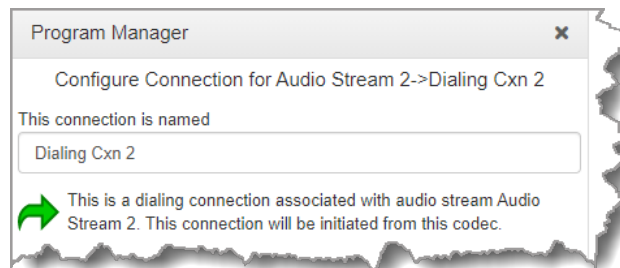 Program Manager
Configure Connection for Audio Stream 2->Dialing Cxn 2
This connection is named
Dialing Cxn 2
This is a dialing connection associated with audio stream Audio
Stream 2. This connection will be initiated from this codec.